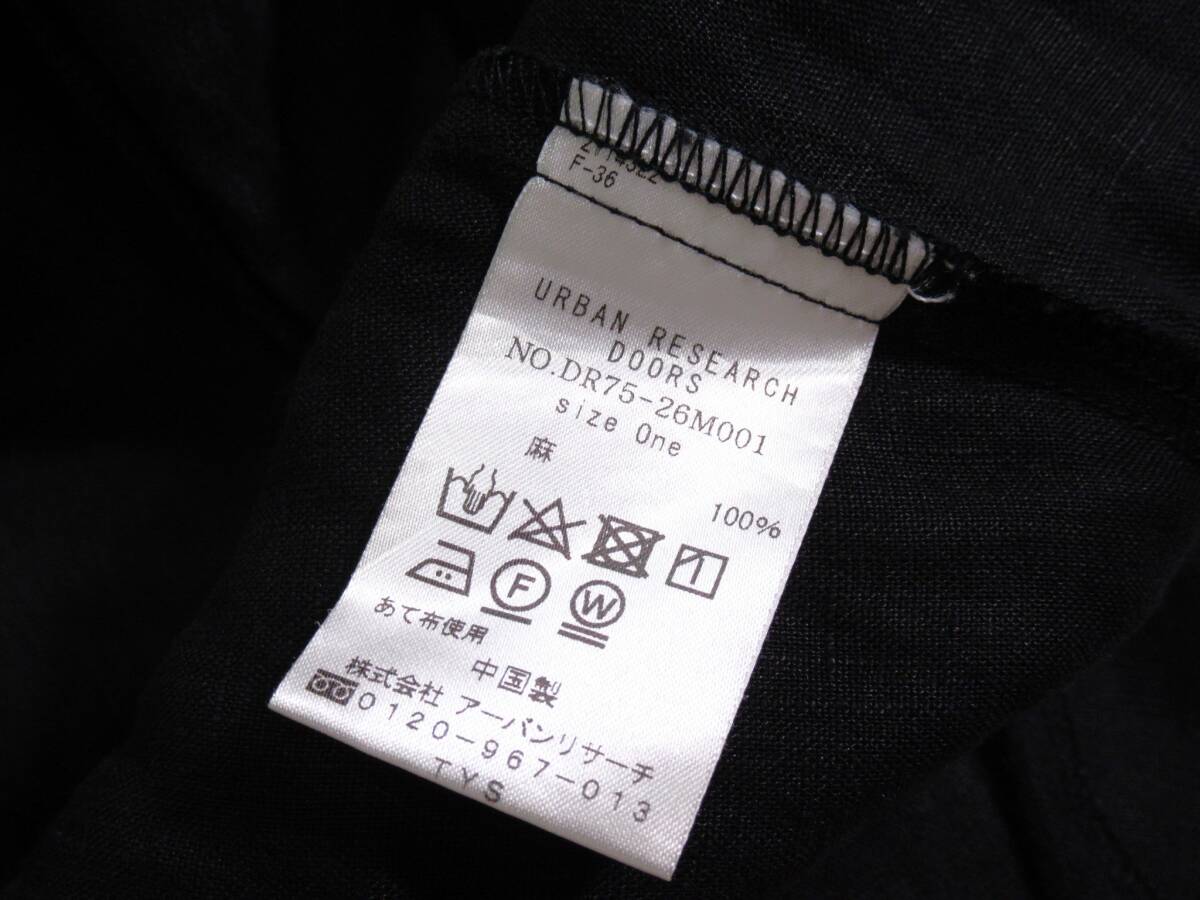 F-36
URBAN RESEARCH
DOORS
NO.DR75-26M001
size One
麻 100%
F W
あて布使用
中国製
株式会社 アーバンリサーチ
0120-967-013
TYS